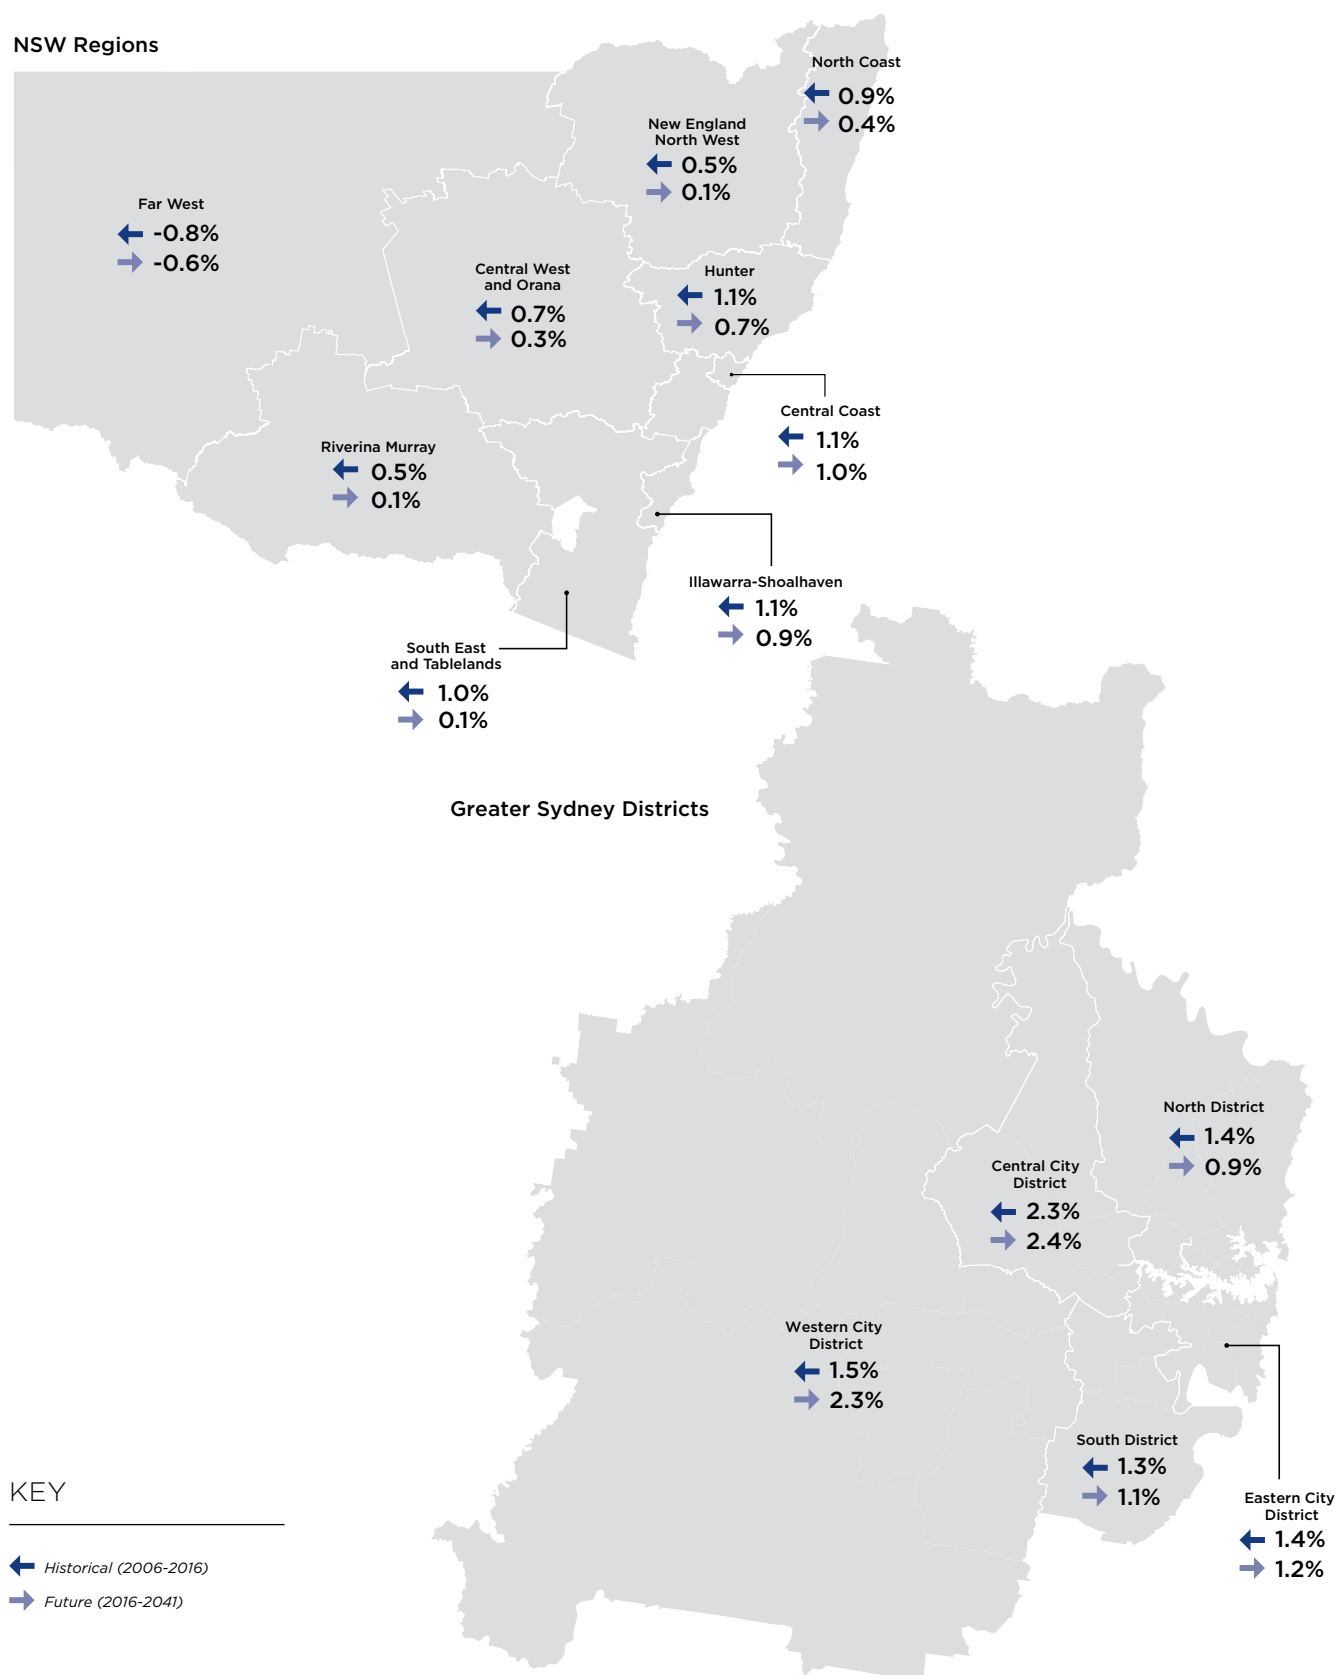 NSW Regions
North Coast
0.9%
0.4%
New England
North West
0.5%
0.1%
Far West
-0.8%
-0.6%
Central West
and Orana
0.7%
0.3%
Hunter
1.1%
0.7%
Central Coast
1.1%
1.0%
Riverina Murray
0.5%
0.1%
Illawarra-Shoalhaven
1.1%
0.9%
South East
and Tablelands
1.0%
0.1%
Greater Sydney Districts
North District
1.4%
0.9%
Central City
District
2.3%
2.4%
Western City
District
1.5%
2.3%
South District
1.3%
1.1%
Eastern City
District
1.4%
1.2%
KEY
Historical (2006-2016)
Future (2016-2041)